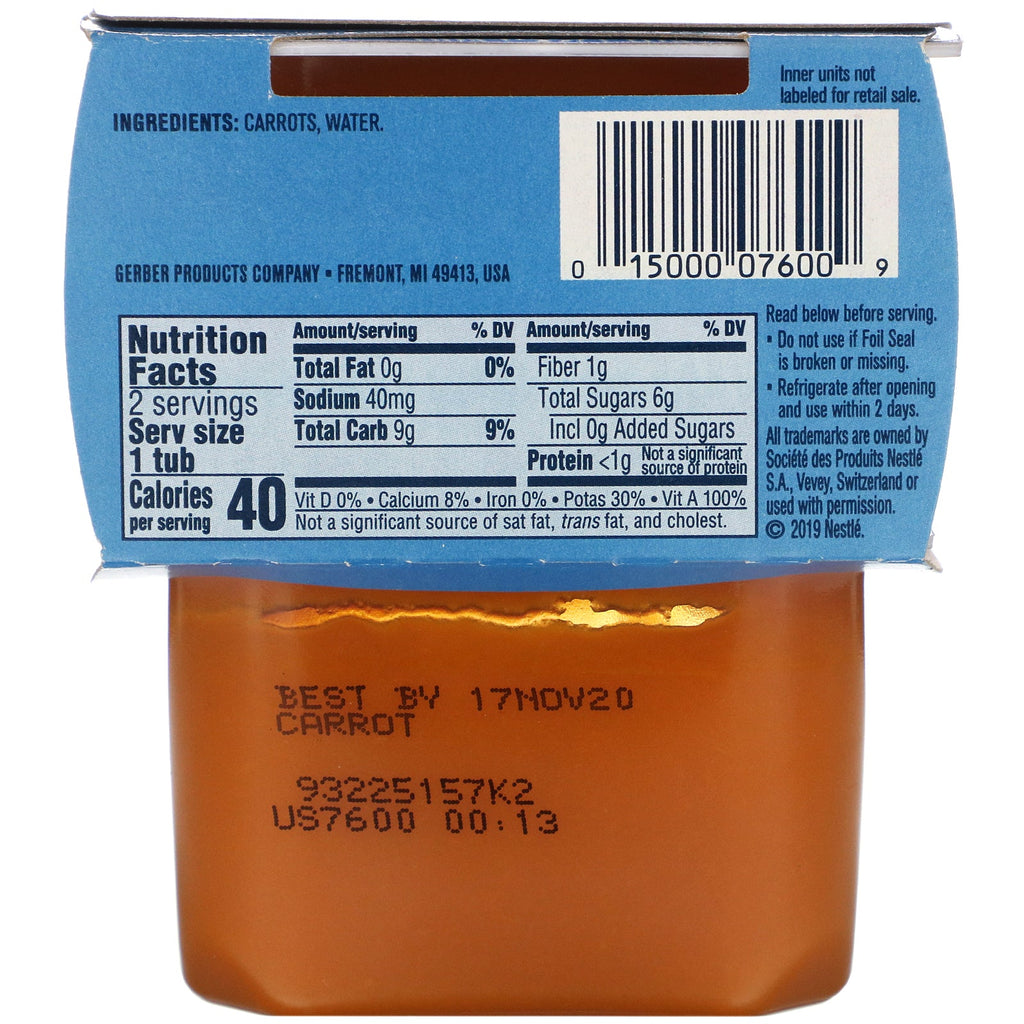 Inner units not
labeled for retail sale.
INGREDIENTS: CARROTS, WATER.
0 15000 07600 9
GERBER PRODUCTS COMPANY • FREMONT, MI 49413, USA
Nutrition
Facts
2 servings
Serv size
1 tub
Calories
per serving 40
Amount/serving % DV
Total Fat 0g 0%
Sodium 40mg
Total Carb 9g 9%
Amount/serving % DV
Fiber 1g
Total Sugars 6g
Incl 0g Added Sugars
Protein <1g Not a significant
source of protein
Vit D 0% • Calcium 8% • Iron 0% • Potas 30% • Vit A 100%
Not a significant source of sat fat, trans fat, and cholest.
Read below before serving.
• Do not use if Foil Seal
is broken or missing.
• Refrigerate after opening
and use within 2 days.
All trademarks are owned by
Société des Produits Nestlé
S.A., Vevey, Switzerland or
used with permission.
© 2019 Nestlé.
BEST BY 17NOV20
CARROT
93225157K2
US7600 00:13